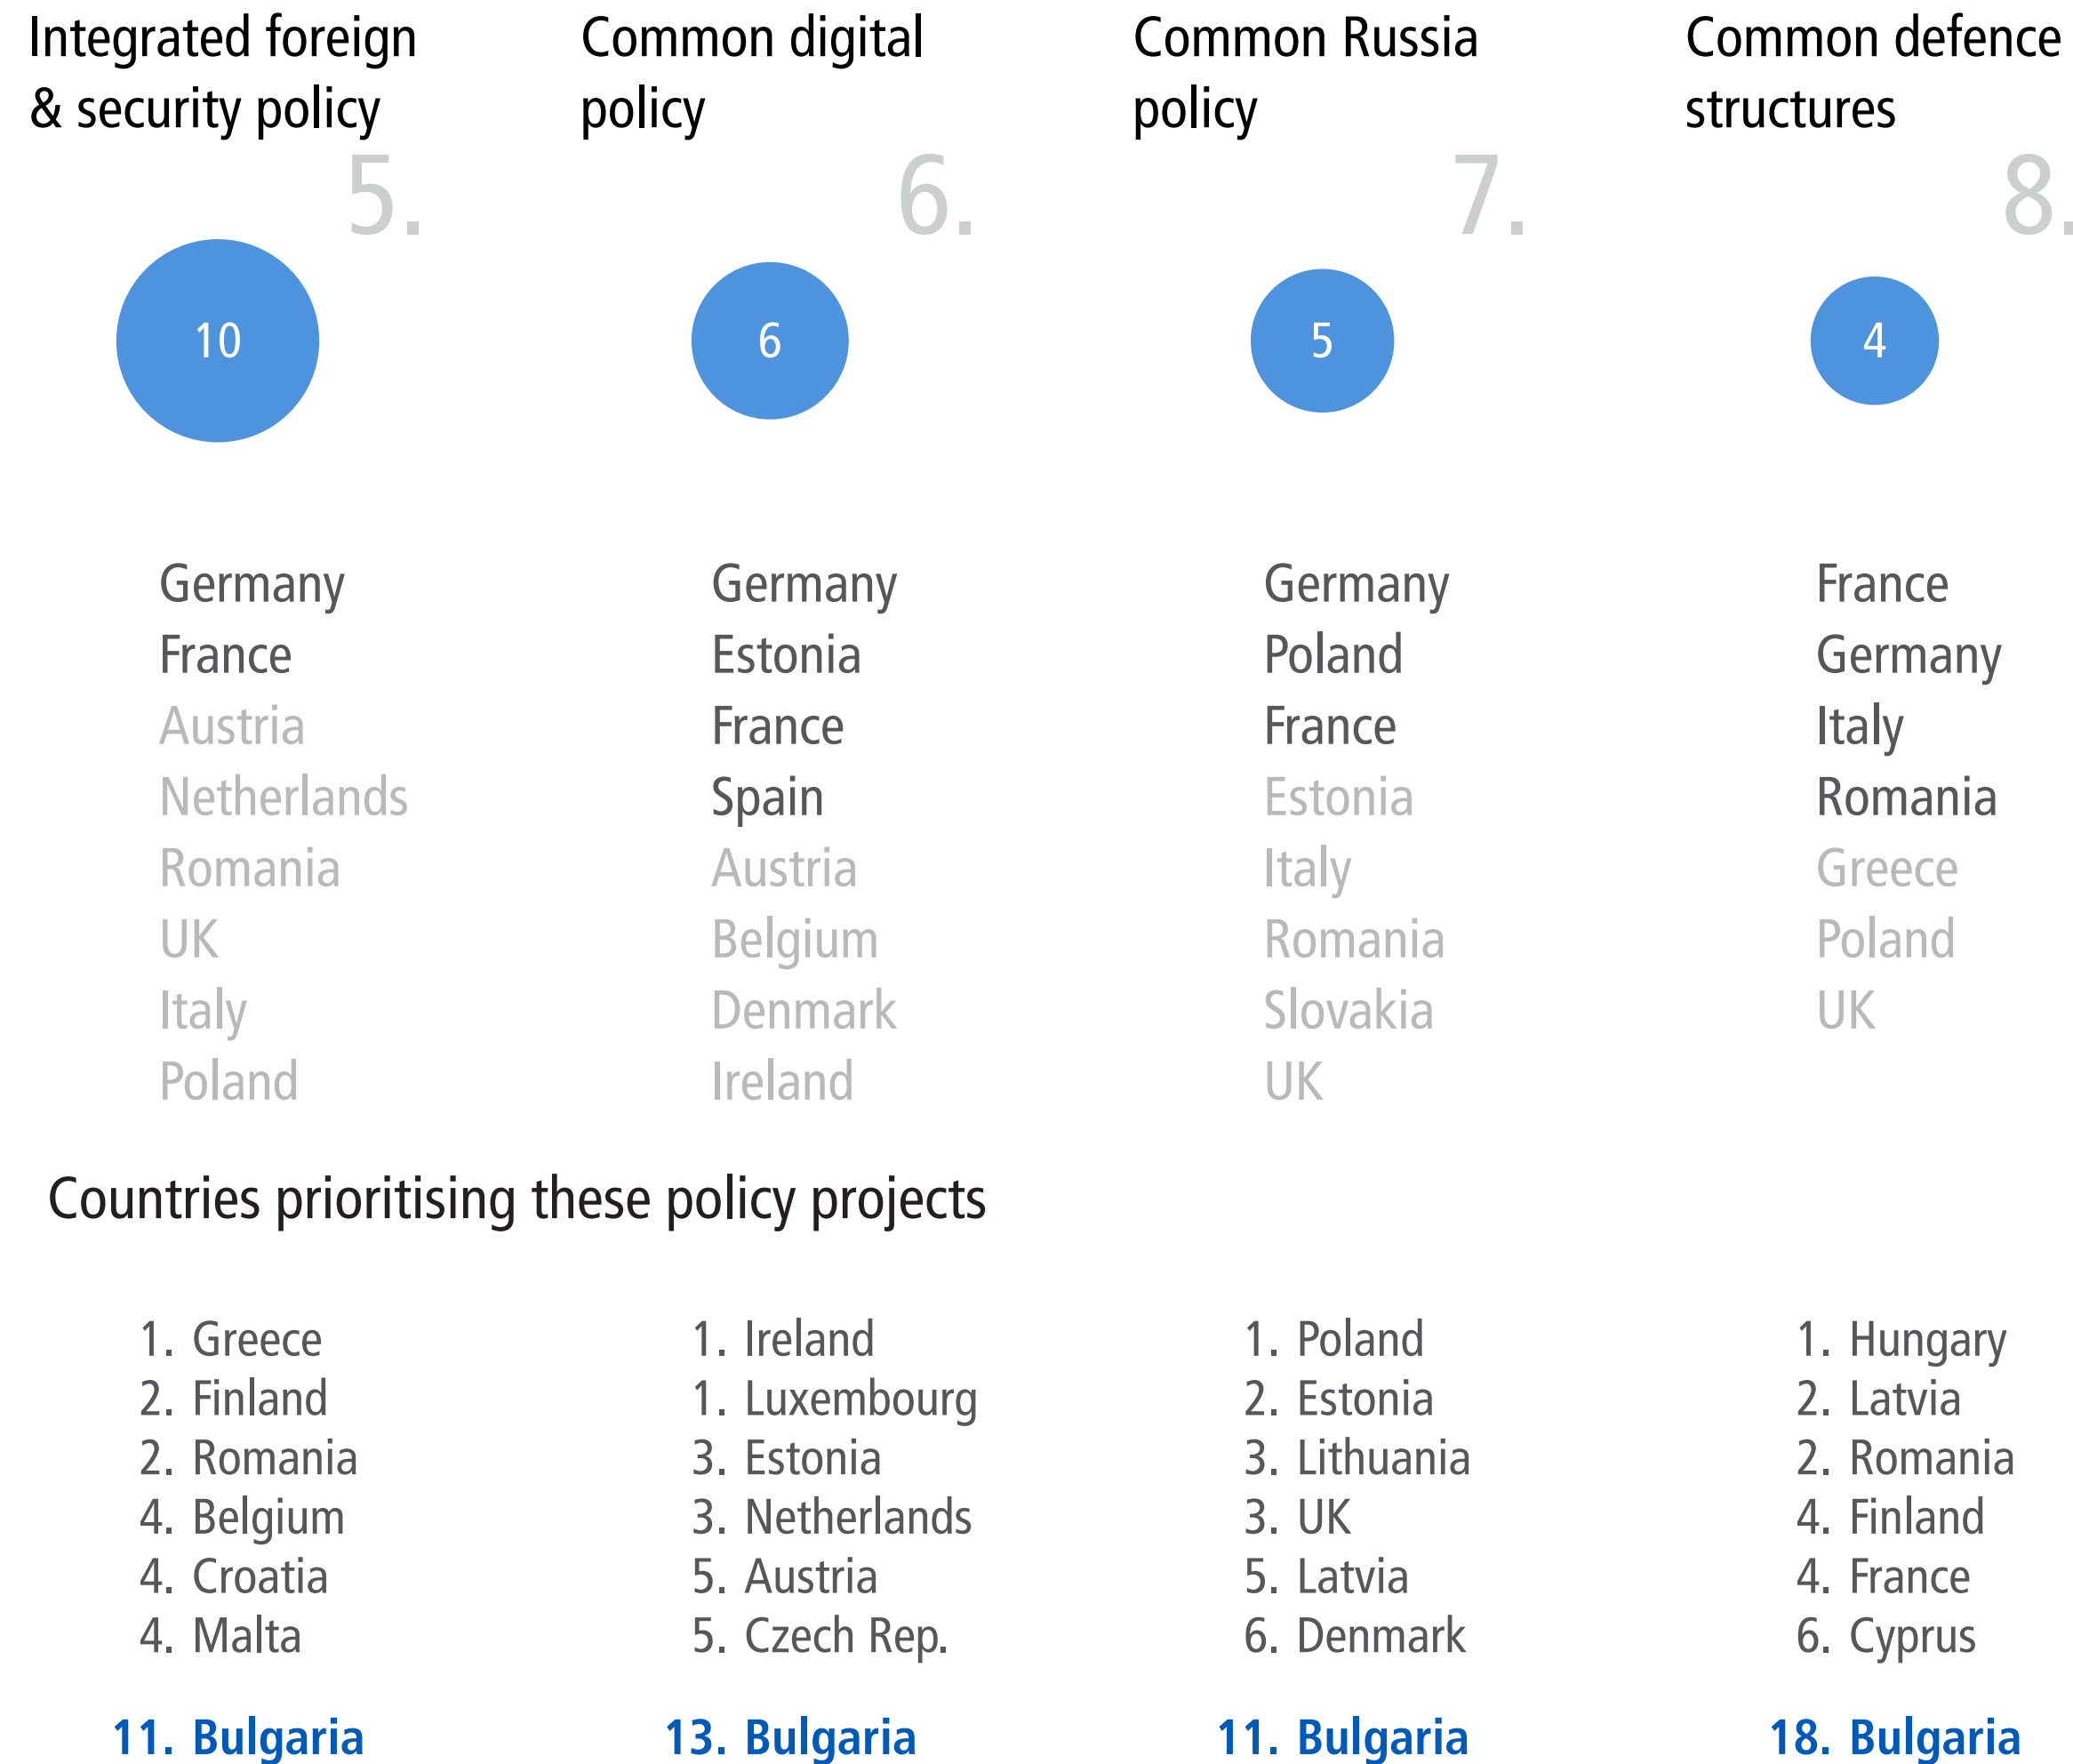 Integrated foreign
& security policy
5.
10
Germany
France
Austria
Netherlands
Romania
UK
Italy
Poland
Common digital
policy
6.
6
Germany
Estonia
France
Spain
Austria
Belgium
Denmark
Ireland
Common Russia
policy
7.
5
Germany
Poland
France
Estonia
Italy
Romania
Slovakia
UK
Common defence
structures
8.
4
France
Germany
Italy
Romania
Greece
Poland
UK
Countries prioritising these policy projects
1. Greece
2. Finland
2. Romania
4. Belgium
4. Croatia
4. Malta
11. Bulgaria
1. Ireland
1. Luxembourg
3. Estonia
3. Netherlands
5. Austria
5. Czech Rep.
13. Bulgaria
1. Poland
2. Estonia
3. Lithuania
3. UK
5. Latvia
6. Denmark
11. Bulgaria
1. Hungary
2. Latvia
2. Romania
4. Finland
4. France
6. Cyprus
18. Bulgaria